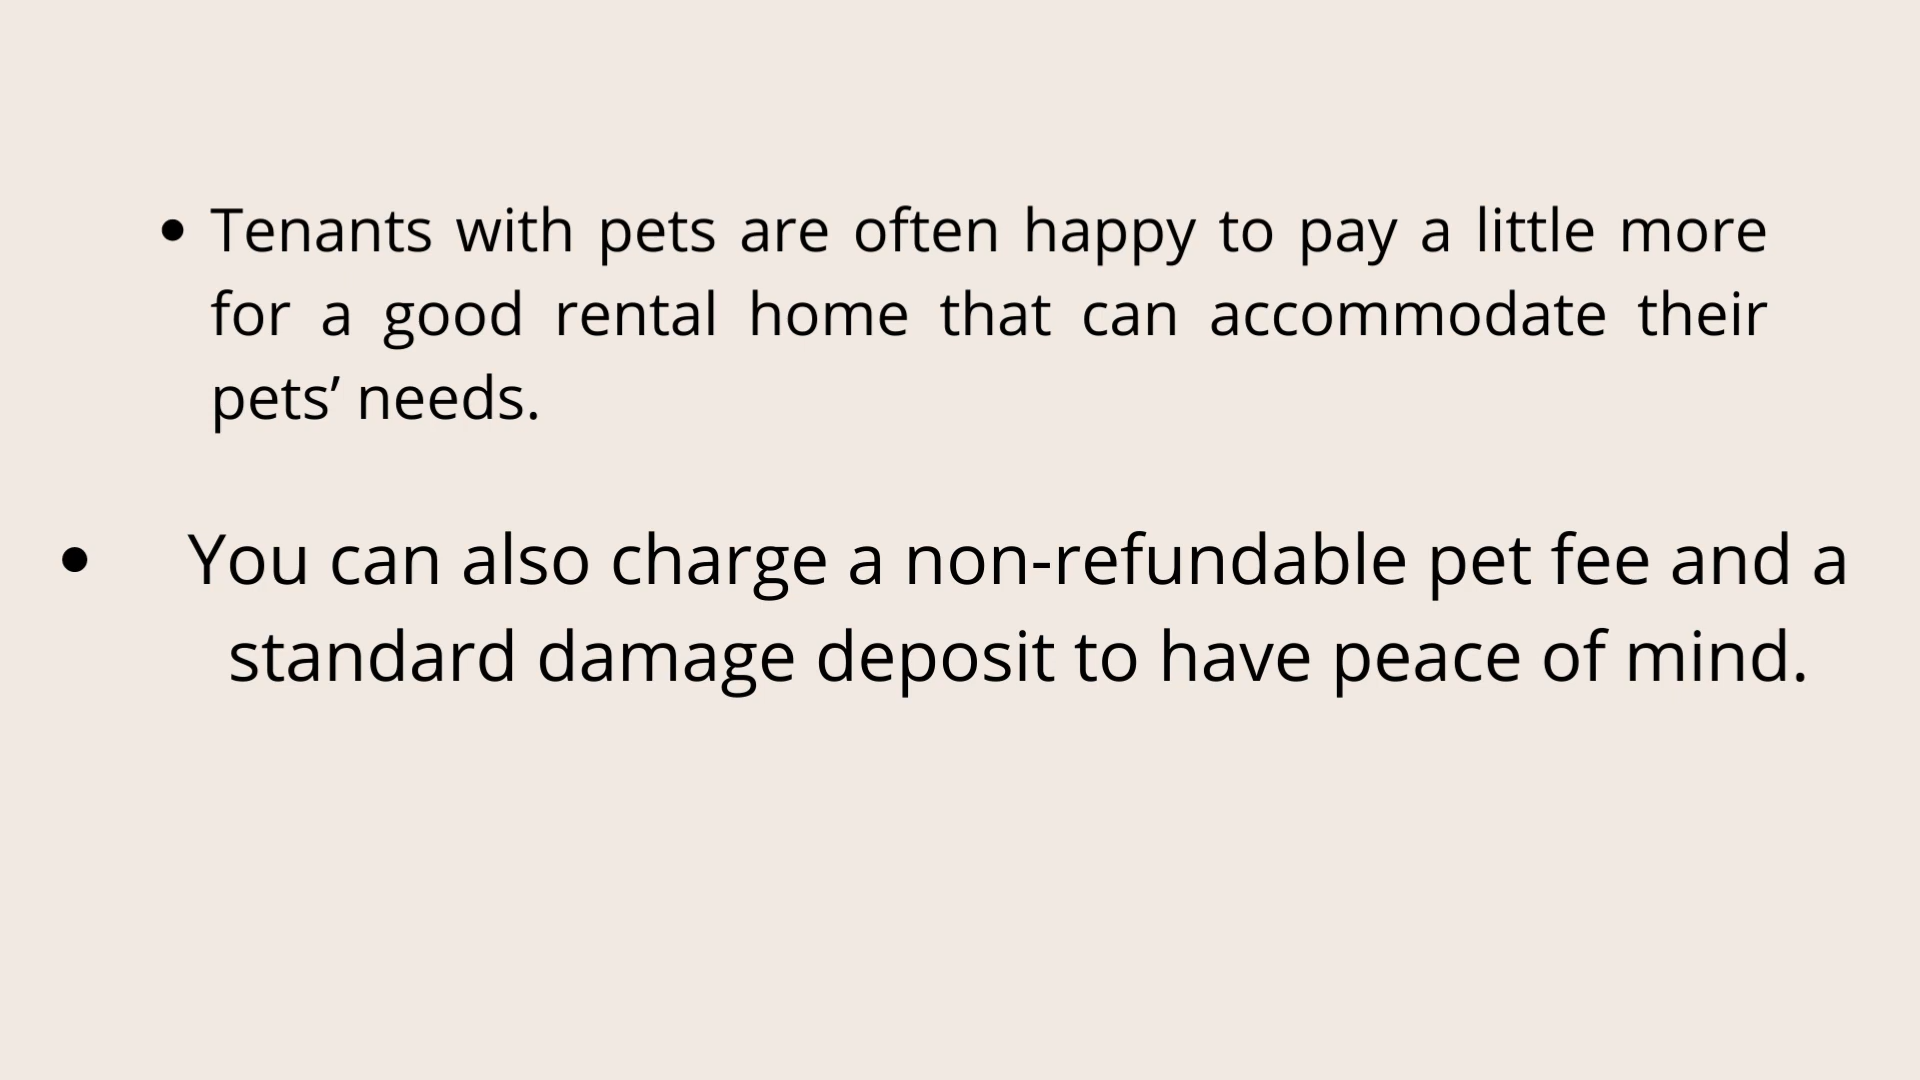 • Tenants with pets are often happy to pay a little more
for a good rental home that can accommodate their
pets’ needs.
• You can also charge a non-refundable pet fee and a
standard damage deposit to have peace of mind.